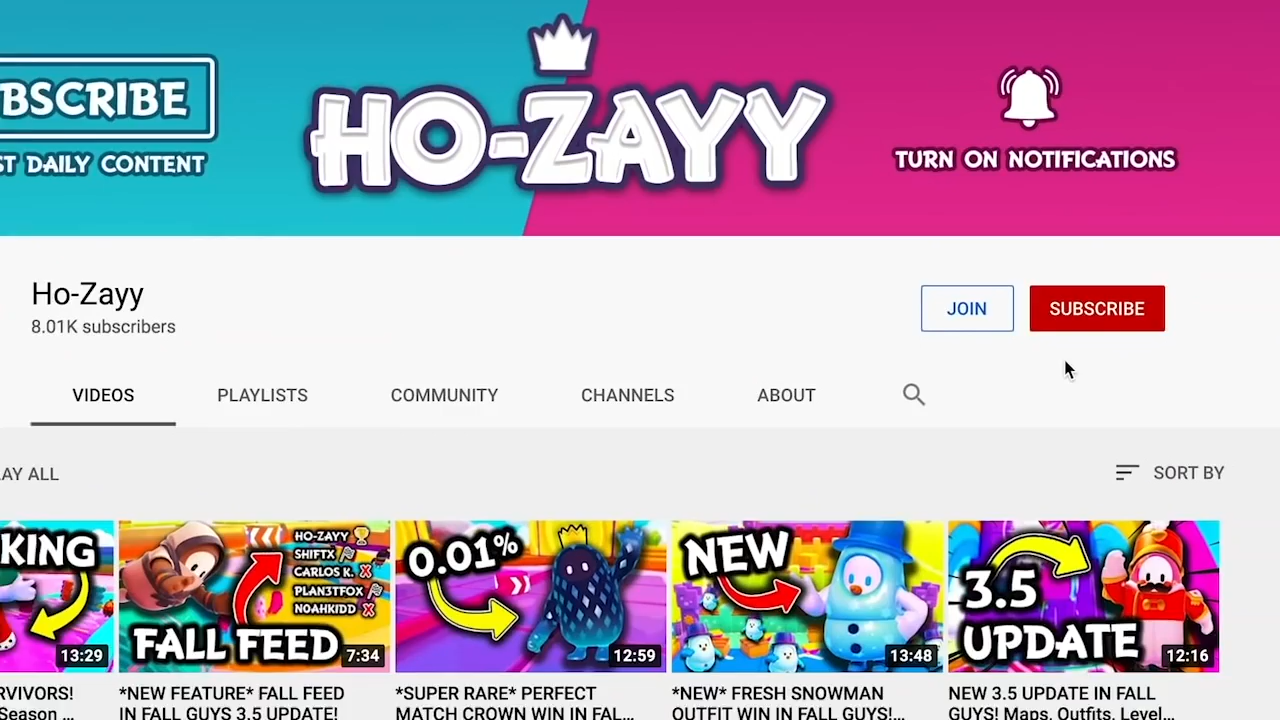 BSCRIBE
ST DAILY CONTENT
HO-ZAYY
TURN ON NOTIFICATIONS
Ho-Zayy
8.01K subscribers
JOIN
SUBSCRIBE
VIDEOS
PLAYLISTS
COMMUNITY
CHANNELS
ABOUT
AY ALL
SORT BY
KING
13:29
HO-ZAYY
SHIFTX
CARLOS K.
PLAN3TFOX
NOAHKIDD
FALL FEED
7:34
0.01%
12:59
NEW
13:48
3.5
UPDATE
12:16
RVIVORS!
Season ...
*NEW FEATURE* FALL FEED
IN FALL GUYS 3.5 UPDATE!
*SUPER RARE* PERFECT
MATCH CROWN WIN IN FAL...
*NEW* FRESH SNOWMAN
OUTFIT WIN IN FALL GUYS!...
NEW 3.5 UPDATE IN FALL
GUYS! Maps, Outfits, Level...